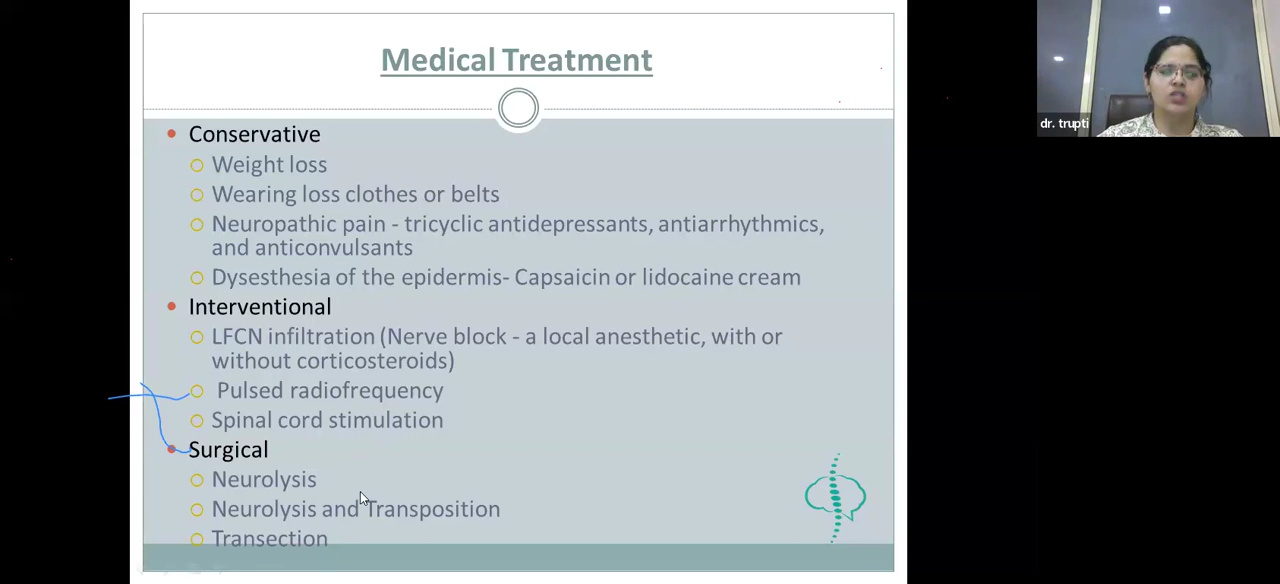 Medical Treatment
dr. trupti
Conservative
Weight loss
Wearing loss clothes or belts
Neuropathic pain - tricyclic antidepressants, antiarrhythmics,
and anticonvulsants
Dysesthesia of the epidermis- Capsaicin or lidocaine cream
Interventional
LFCN infiltration (Nerve block - a local anesthetic, with or
without corticosteroids)
Pulsed radiofrequency
Spinal cord stimulation
Surgical
Neurolysis
Neurolysis and Transposition
Transection